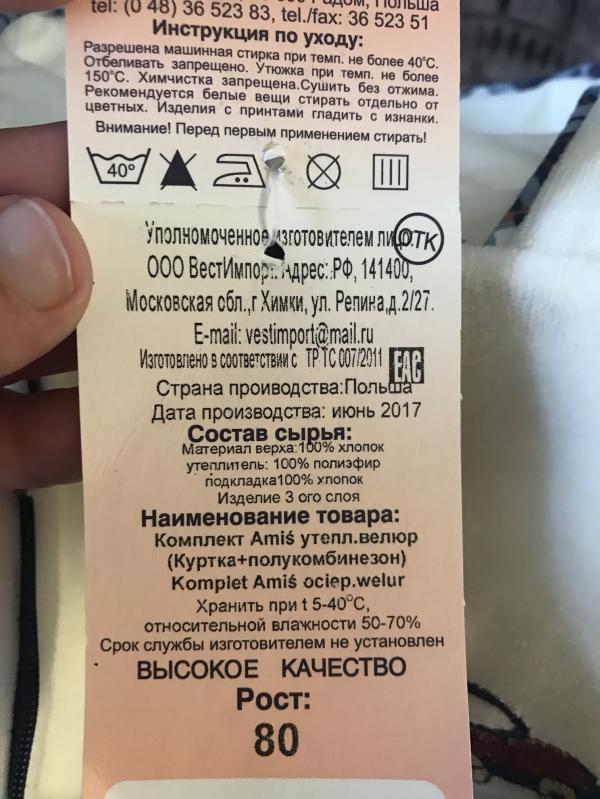 Радом, Польша
tel: (0 48) 36 523 83, tel./fax: 36 523 51
Инструкция по уходу:
Разрешена машинная стирка при темп. не более 40°С.
Отбеливать запрещено. Утюжка при темп. не более
150°С. Химчистка запрещена.Сушить без отжима.
Рекомендуется белые вещи стирать отдельно от
цветных. Изделия с принтами гладить с изнанки.
Внимание! Перед первым применением стирать!
40°
Уполномоченное изготовителем лицо:
ОТК
ООО ВестИмпорт. Адрес: РФ, 141400,
Московская обл.,г Химки, ул. Репина,д.2/27.
E-mail: vestimport@mail.ru
Изготовлено в соответствии с ТР ТС 007/2011
EAC
Страна проиводства:Польша
Дата производства: июнь 2017
Состав сырья:
Материал верха:100% хлопок
утеплитель: 100% полиэфир
подкладка100% хлопок
Изделие 3 ого слоя
Наименование товара:
Комплект Amiś утепл.велюр
(Куртка+полукомбинезон)
Komplet Amiś ociep.welur
Хранить при t 5-40°С,
относительной влажности 50-70%
Срок службы изготовителем не установлен
ВЫСОКОЕ КАЧЕСТВО
Рост:
80